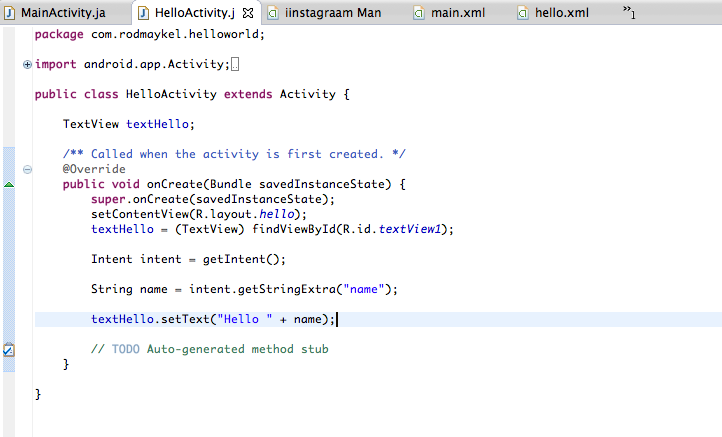 MainActivity.ja HelloActivity.j iinstagraam Man main.xml hello.xml »1
package com.rodmaykel.helloworld;
import android.app.Activity;
public class HelloActivity extends Activity {
TextView textHello;
/** Called when the activity is first created. */
@Override
public void onCreate(Bundle savedInstanceState) {
super.onCreate(savedInstanceState);
setContentView(R.layout.hello);
textHello = (TextView) findViewById(R.id.textView1);
Intent intent = getIntent();
String name = intent.getStringExtra("name");
textHello.setText("Hello " + name);
// TODO Auto-generated method stub
}
}